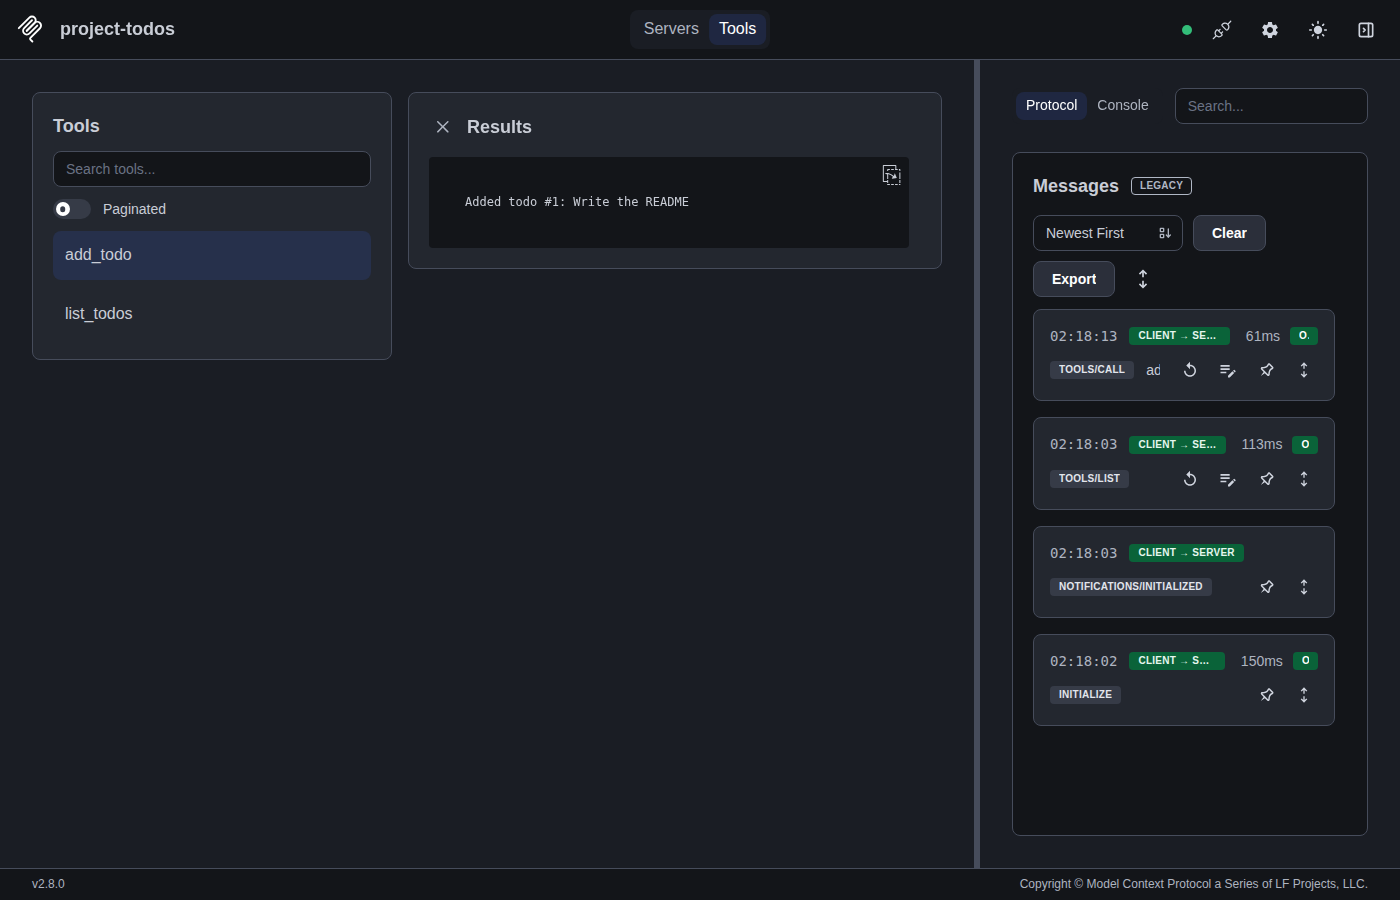 project-todos
Servers
Tools
Tools
Search tools...
Paginated
add_todo
list_todos
Results
Added todo #1: Write the README
Protocol
Console
Search...
Messages
LEGACY
Newest First
Clear
Export
02:18:13
CLIENT → SE...
61ms
TOOLS/CALL
ad
02:18:03
CLIENT → SE...
113ms
O
TOOLS/LIST
02:18:03
CLIENT → SERVER
NOTIFICATIONS/INITIALIZED
02:18:02
CLIENT → S...
150ms
INITIALIZE
v2.8.0
Copyright © Model Context Protocol a Series of LF Projects, LLC.